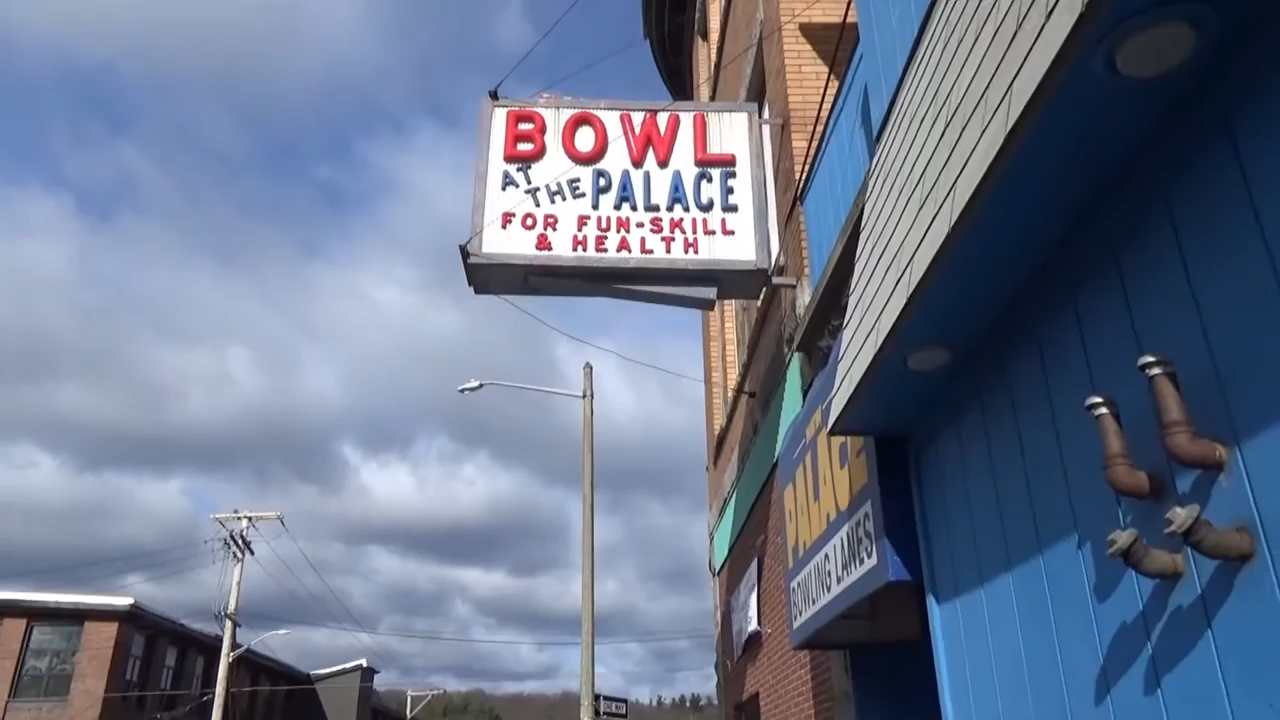 BOWL
AT THE PALACE
FOR FUN-SKILL
& HEALTH
PALACE
BOWLING LANES
ONE WAY